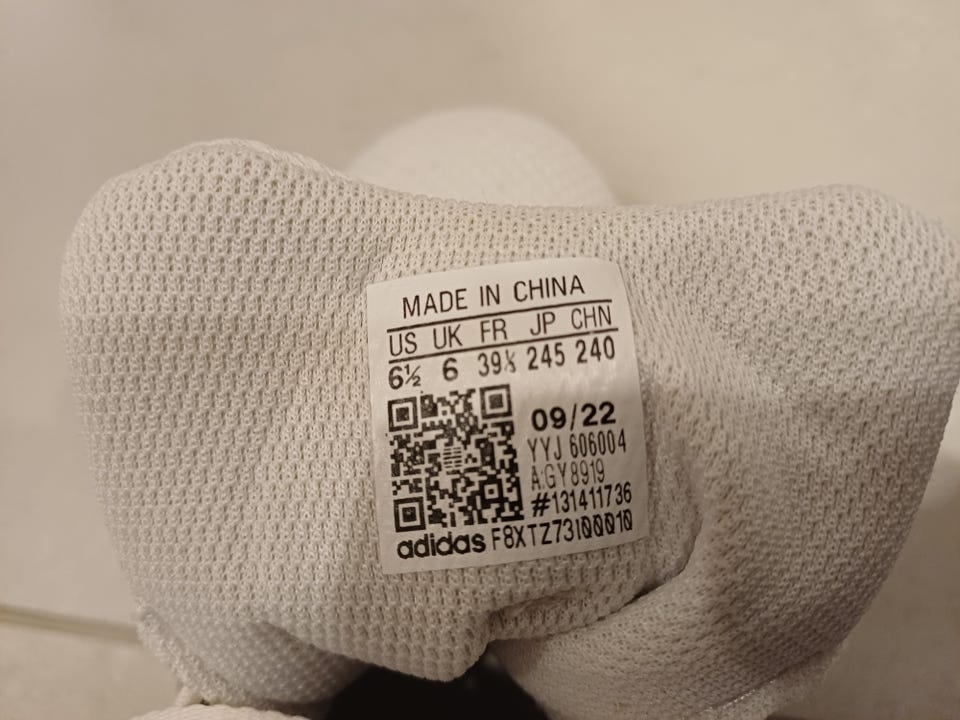 MADE IN CHINA
US UK FR JP CHN
6½ 6 39⅓ 245 240
09/22
YYJ 606004
A:GY8919
#131411736
adidas F8XTZ73I00010